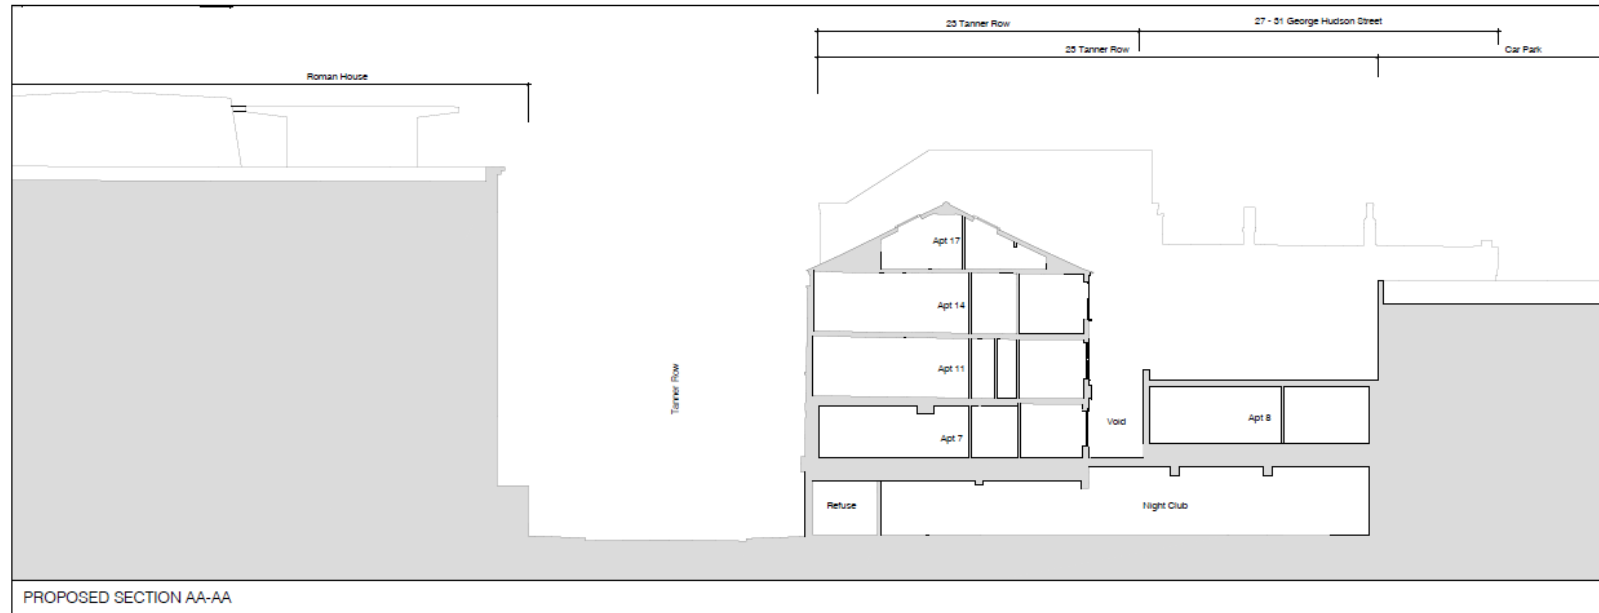 25 Tanner Row
27 - 31 George Hudson Street
25 Tanner Row
Car Park
Roman House
Apt 17
Apt 14
Apt 11
Tanner Row
Apt 7
Void
Apt 8
Refuse
Night Club
PROPOSED SECTION AA-AA